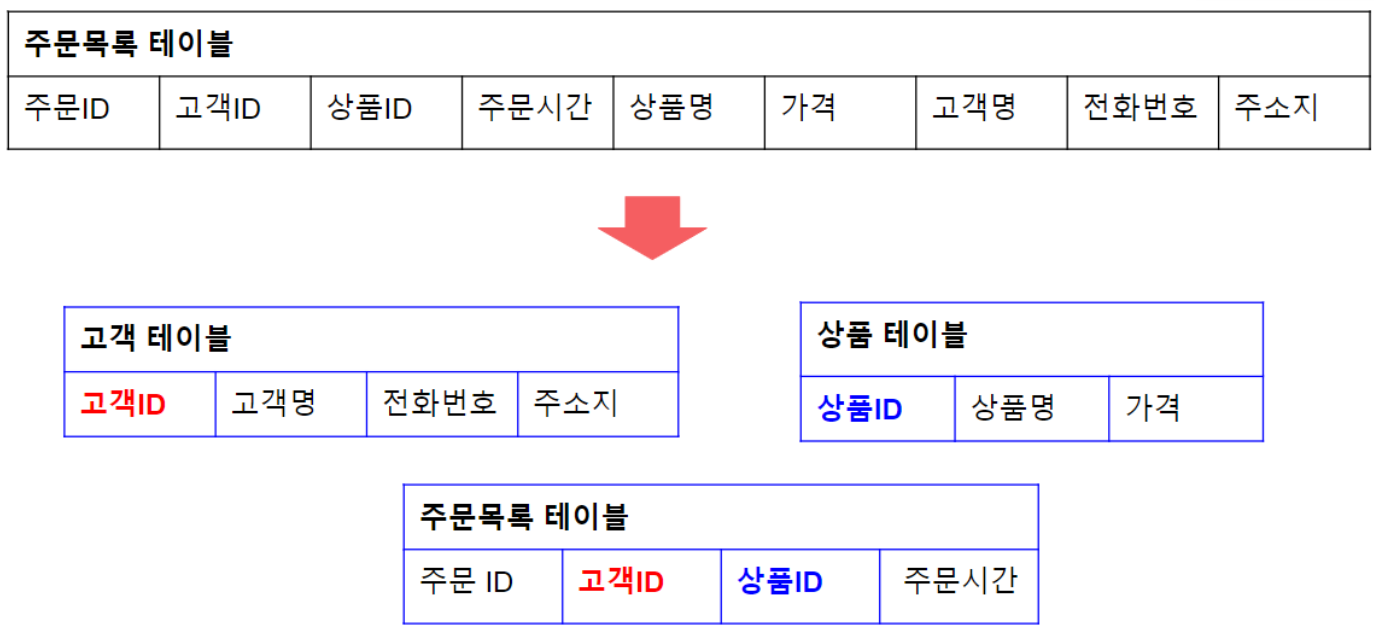 주문목록 테이블
주문ID 고객ID 상품ID 주문시간 상품명 가격 고객명 전화번호 주소지
고객 테이블
고객ID 고객명 전화번호 주소지
상품 테이블
상품ID 상품명 가격
주문목록 테이블
주문 ID 고객ID 상품ID 주문시간